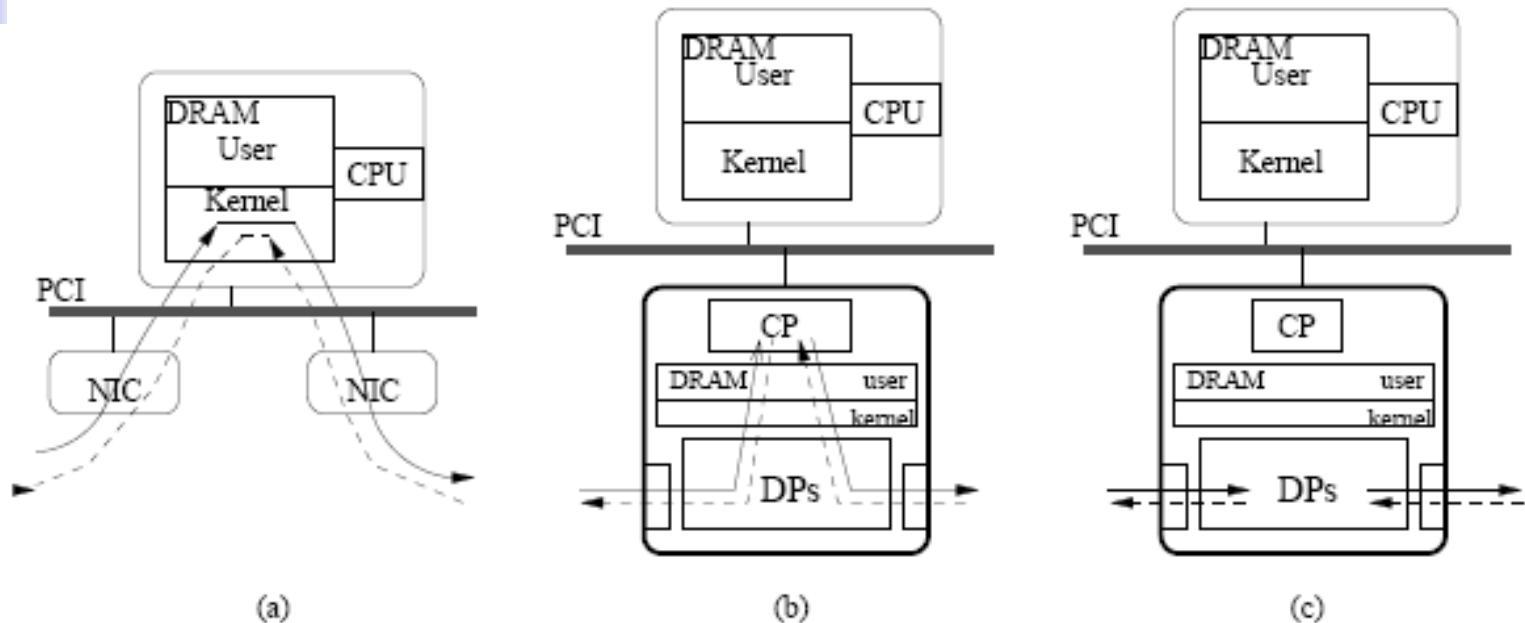 DRAM
User
CPU
Kernel
PCI
NIC
NIC
(a)
DRAM
User
CPU
Kernel
PCI
CP
DRAM user
kernel
DPs
(b)
DRAM
User
CPU
Kernel
PCI
CP
DRAM user
kernel
DPs
(c)